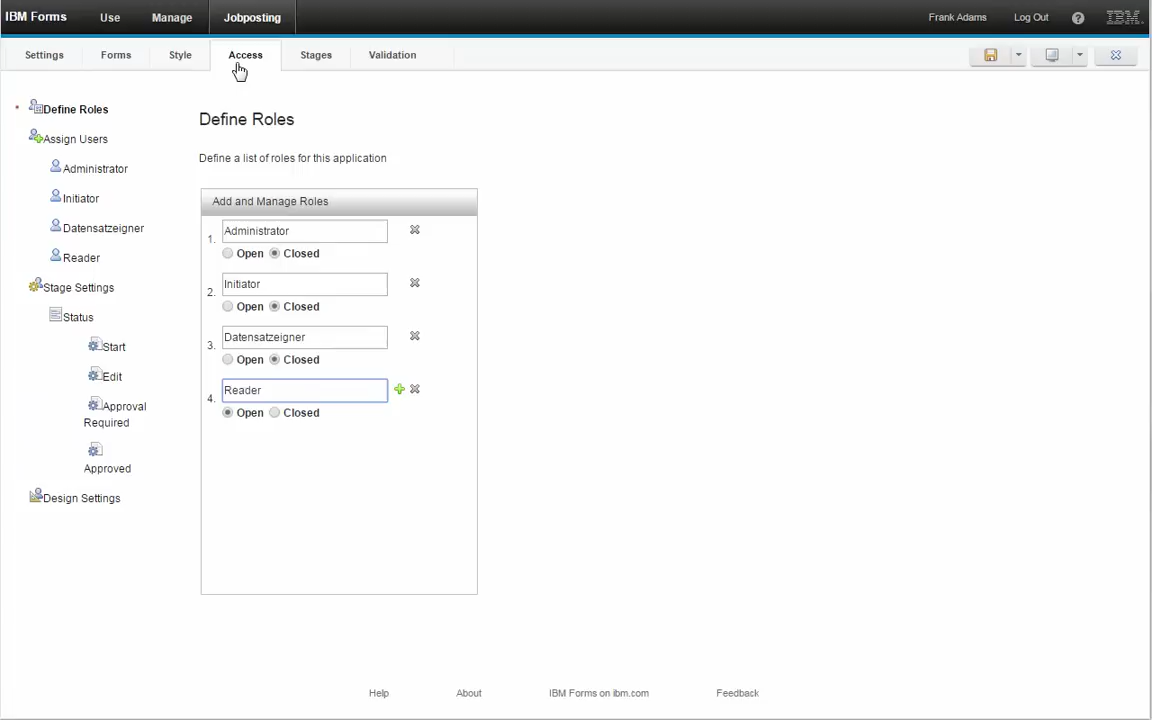 IBM Forms Use Manage Jobposting Frank Adams Log Out ? IBM
Settings Forms Style Access Stages Validation
* Define Roles
Assign Users
Administrator
Initiator
Datensatzeigner
Reader
Stage Settings
Status
Start
Edit
Approval
Required
Approved
Design Settings
Define Roles
Define a list of roles for this application
Add and Manage Roles
1. Administrator
Open Closed
2. Initiator
Open Closed
3. Datensatzeigner
Open Closed
4. Reader
Open Closed
Help About IBM Forms on ibm.com Feedback